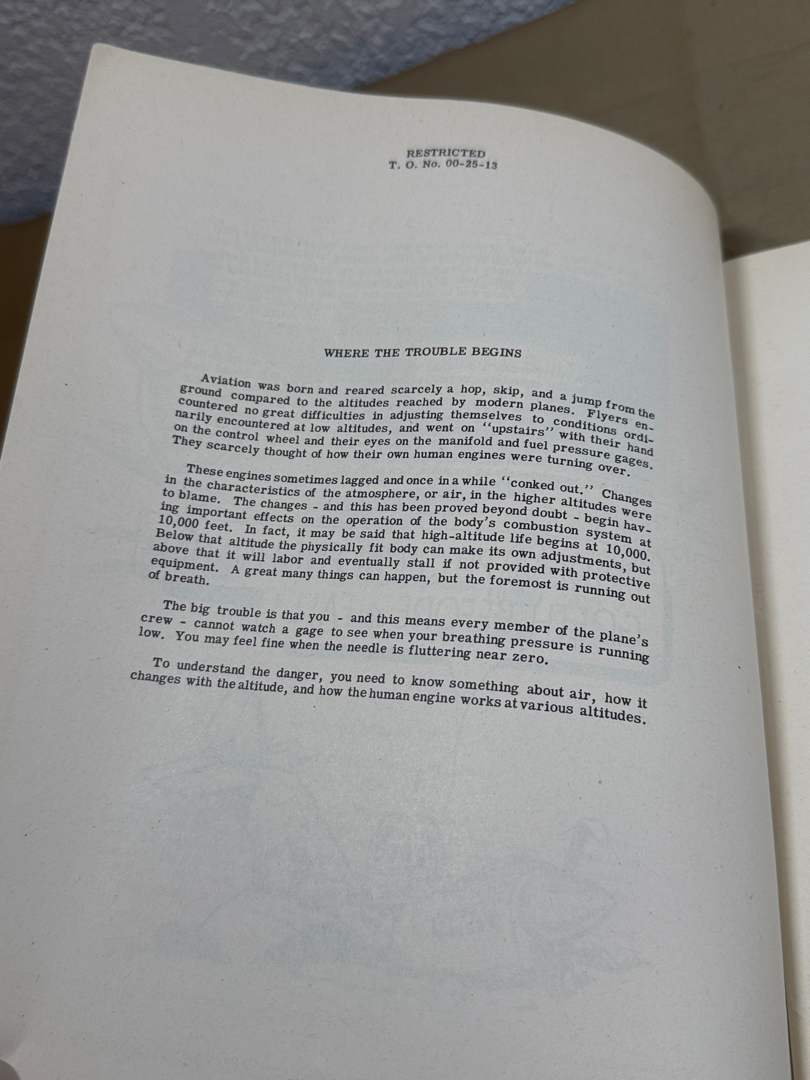 RESTRICTED
T. O. No. 00-25-13
WHERE THE TROUBLE BEGINS
Aviation was born and reared scarcely a hop, skip, and a jump from the
ground compared to the altitudes reached by modern planes. Flyers en-
countered no great difficulties in adjusting themselves to conditions ordi-
narily encountered at low altitudes, and went on "upstairs" with their hand
on the control wheel and their eyes on the manifold and fuel pressure gages.
They scarcely thought of how their own human engines were turning over.
These engines sometimes lagged and once in a while "conked out." Changes
in the characteristics of the atmosphere, or air, in the higher altitudes were
to blame. The changes - and this has been proved beyond doubt - begin hav-
ing important effects on the operation of the body's combustion system at
10,000 feet. In fact, it may be said that high-altitude life begins at 10,000.
Below that altitude the physically fit body can make its own adjustments, but
above that it will labor and eventually stall if not provided with protective
equipment. A great many things can happen, but the foremost is running out
of breath.
The big trouble is that you - and this means every member of the plane's
crew - cannot watch a gage to see when your breathing pressure is running
low. You may feel fine when the needle is fluttering near zero.
To understand the danger, you need to know something about air, how it
changes with the altitude, and how the human engine works at various altitudes.